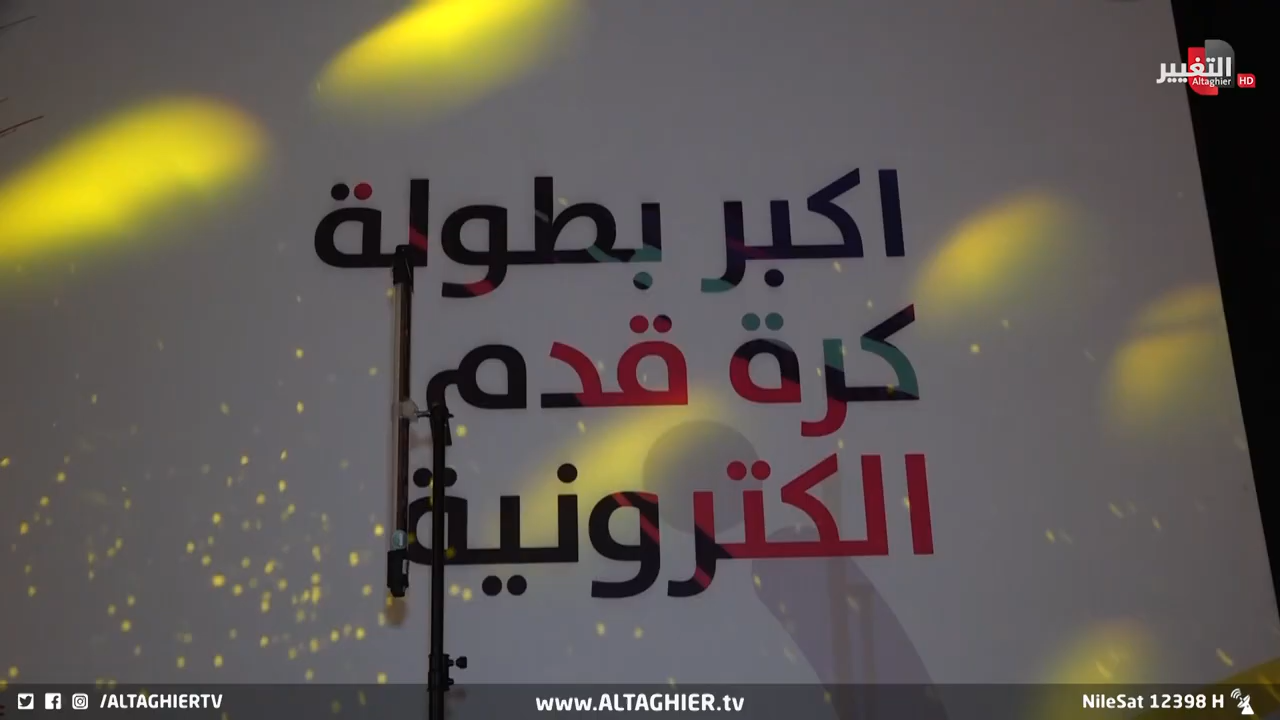 التغيير
Altaghier HD
اكبر بطولة
كرة قدم
الكترونية
/ALTAGHIERTV
www.ALTAGHIER.tv
NileSat 12398 H